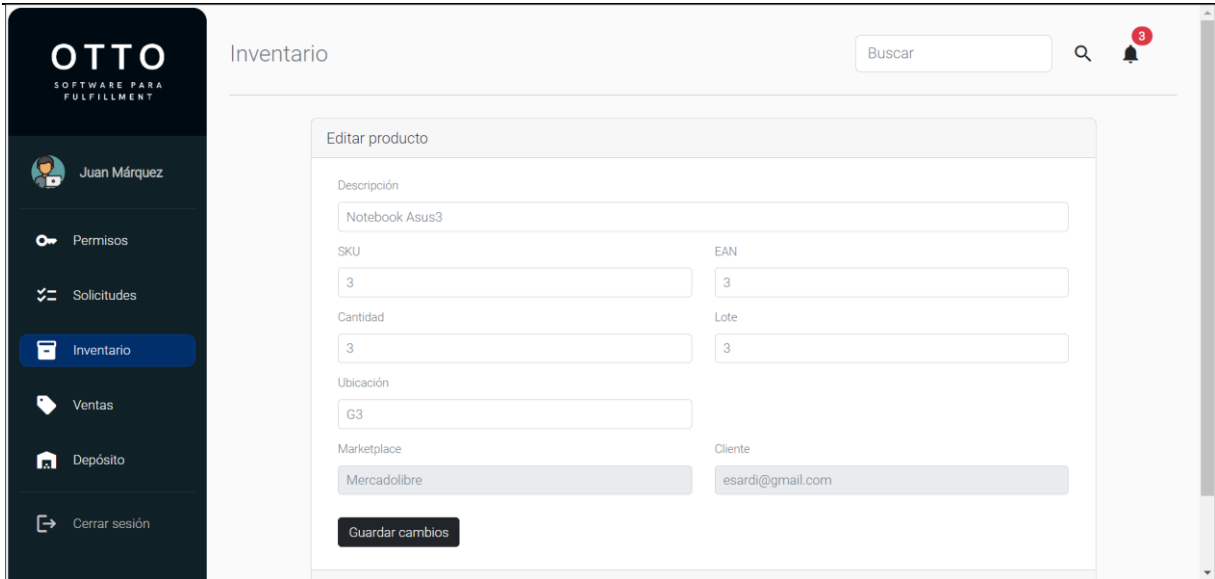 OTTO
SOFTWARE PARA
FULFILLMENT
Juan Márquez
Permisos
Solicitudes
Inventario
Ventas
Depósito
Cerrar sesión
Inventario
Buscar
3
Editar producto
Descripción
Notebook Asus3
SKU EAN
3 3
Cantidad Lote
3 3
Ubicación
G3
Marketplace Cliente
Mercadolibre esardi@gmail.com
Guardar cambios